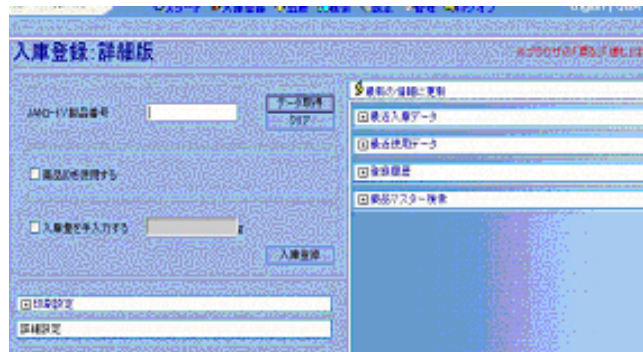 入庫登録:詳細版
JANコード/製品番号
データ取得
クリア
薬品IDを使用する
入庫量を手入力する
g
入庫登録
印刷設定
詳細設定
最新の情報に更新
最近入庫データ
最近使用データ
登録履歴
薬品マスター検索